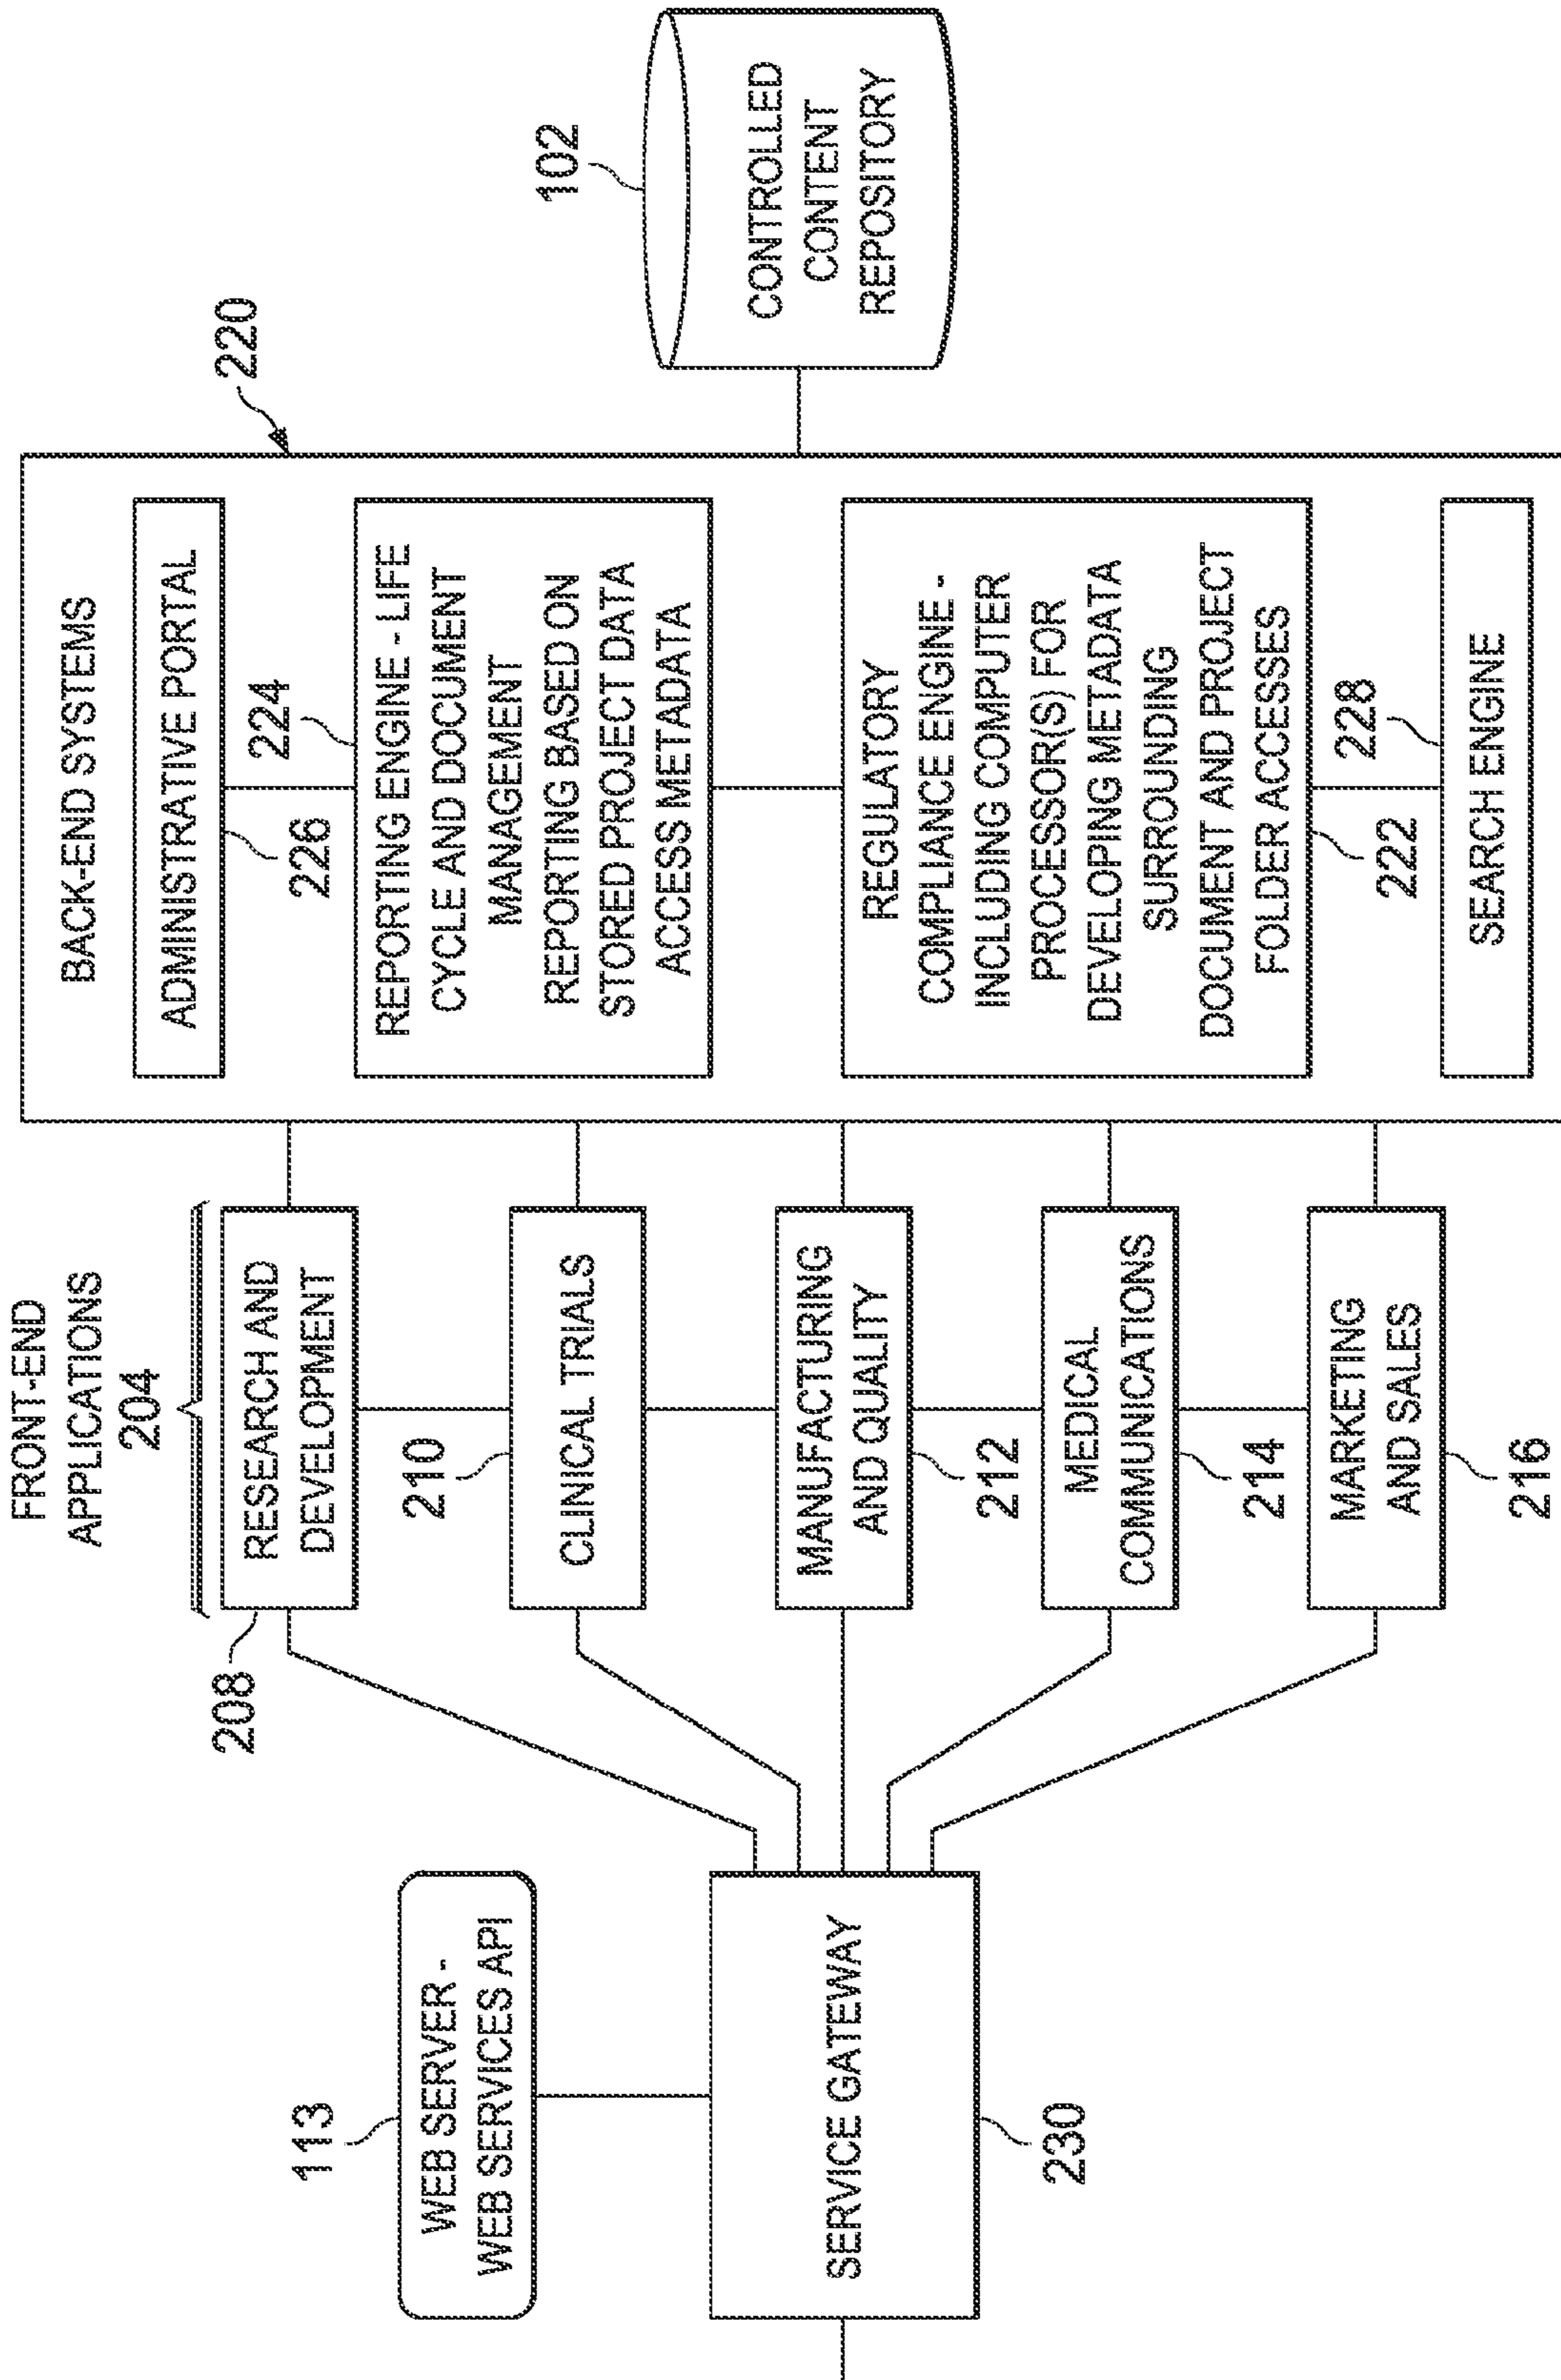 113
WEB SERVER -
WEB SERVICES API
SERVICE GATEWAY
230
FRONT-END
APPLICATIONS
204
208
RESEARCH AND
DEVELOPMENT
210
CLINICAL TRIALS
MANUFACTURING
AND QUALITY
212
MEDICAL
COMMUNICATIONS
214
MARKETING
AND SALES
216
220
BACK-END SYSTEMS
ADMINISTRATIVE PORTAL
226
224
REPORTING ENGINE - LIFE
CYCLE AND DOCUMENT
MANAGEMENT
REPORTING BASED ON
STORED PROJECT DATA
ACCESS METADATA
REGULATORY
COMPLIANCE ENGINE -
INCLUDING COMPUTER
PROCESSOR(S) FOR
DEVELOPING METADATA
SURROUNDING
DOCUMENT AND PROJECT
FOLDER ACCESSES
222
228
SEARCH ENGINE
102
CONTROLLED
CONTENT
REPOSITORY